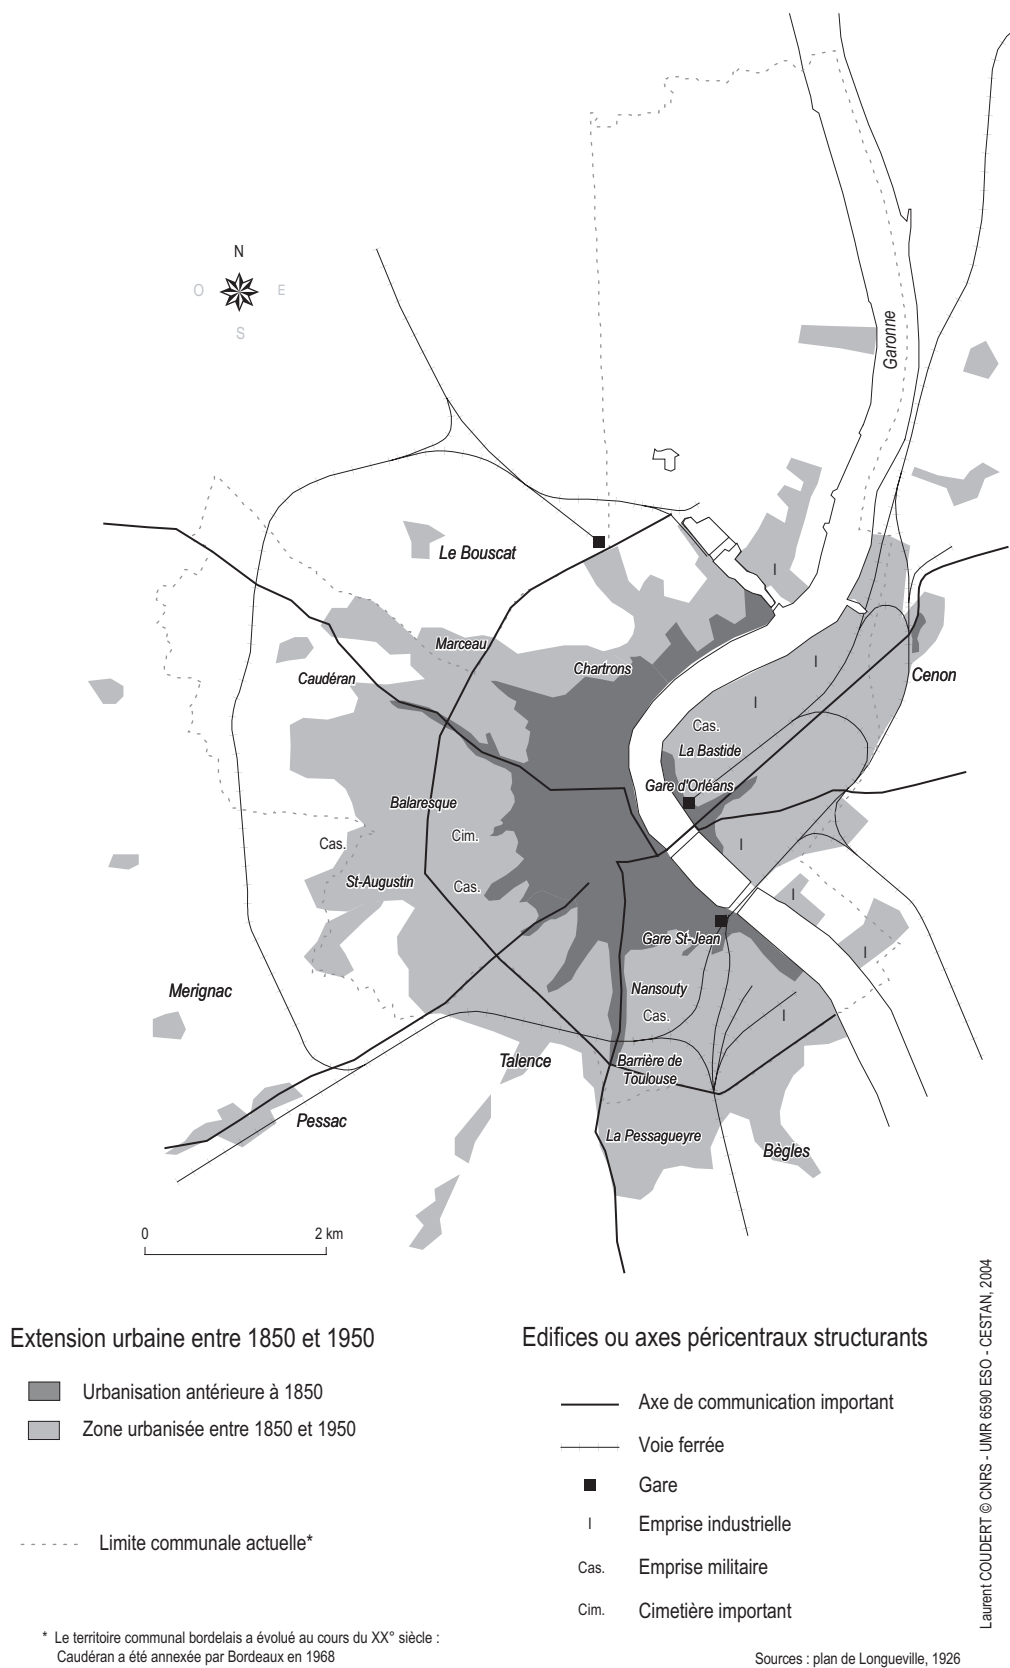 N
O
E
S
Garonne
Le Bouscat
I
Marceau
Chartrons
Caudéran
I
Cenon
I
Cas.
La Bastide
Gare d'Orléans
Balaresque
Cim.
Cas.
I
St-Augustin
Cas.
I
Gare St-Jean
I
Merignac
Nansouty
Cas.
I
Talence
Barrière de
Toulouse
Pessac
La Pessagueyre
Bègles
0
2 km
Extension urbaine entre 1850 et 1950
Urbanisation antérieure à 1850
Zone urbanisée entre 1850 et 1950
Limite communale actuelle*
* Le territoire communal bordelais a évolué au cours du XX° siècle :
Caudéran a été annexée par Bordeaux en 1968
Edifices ou axes péricentraux structurants
Axe de communication important
Voie ferrée
Gare
I Emprise industrielle
Cas. Emprise militaire
Cim. Cimetière important
Sources : plan de Longueville, 1926
Laurent COUDERT © CNRS - UMR 6590 ESO - CESTAN, 2004